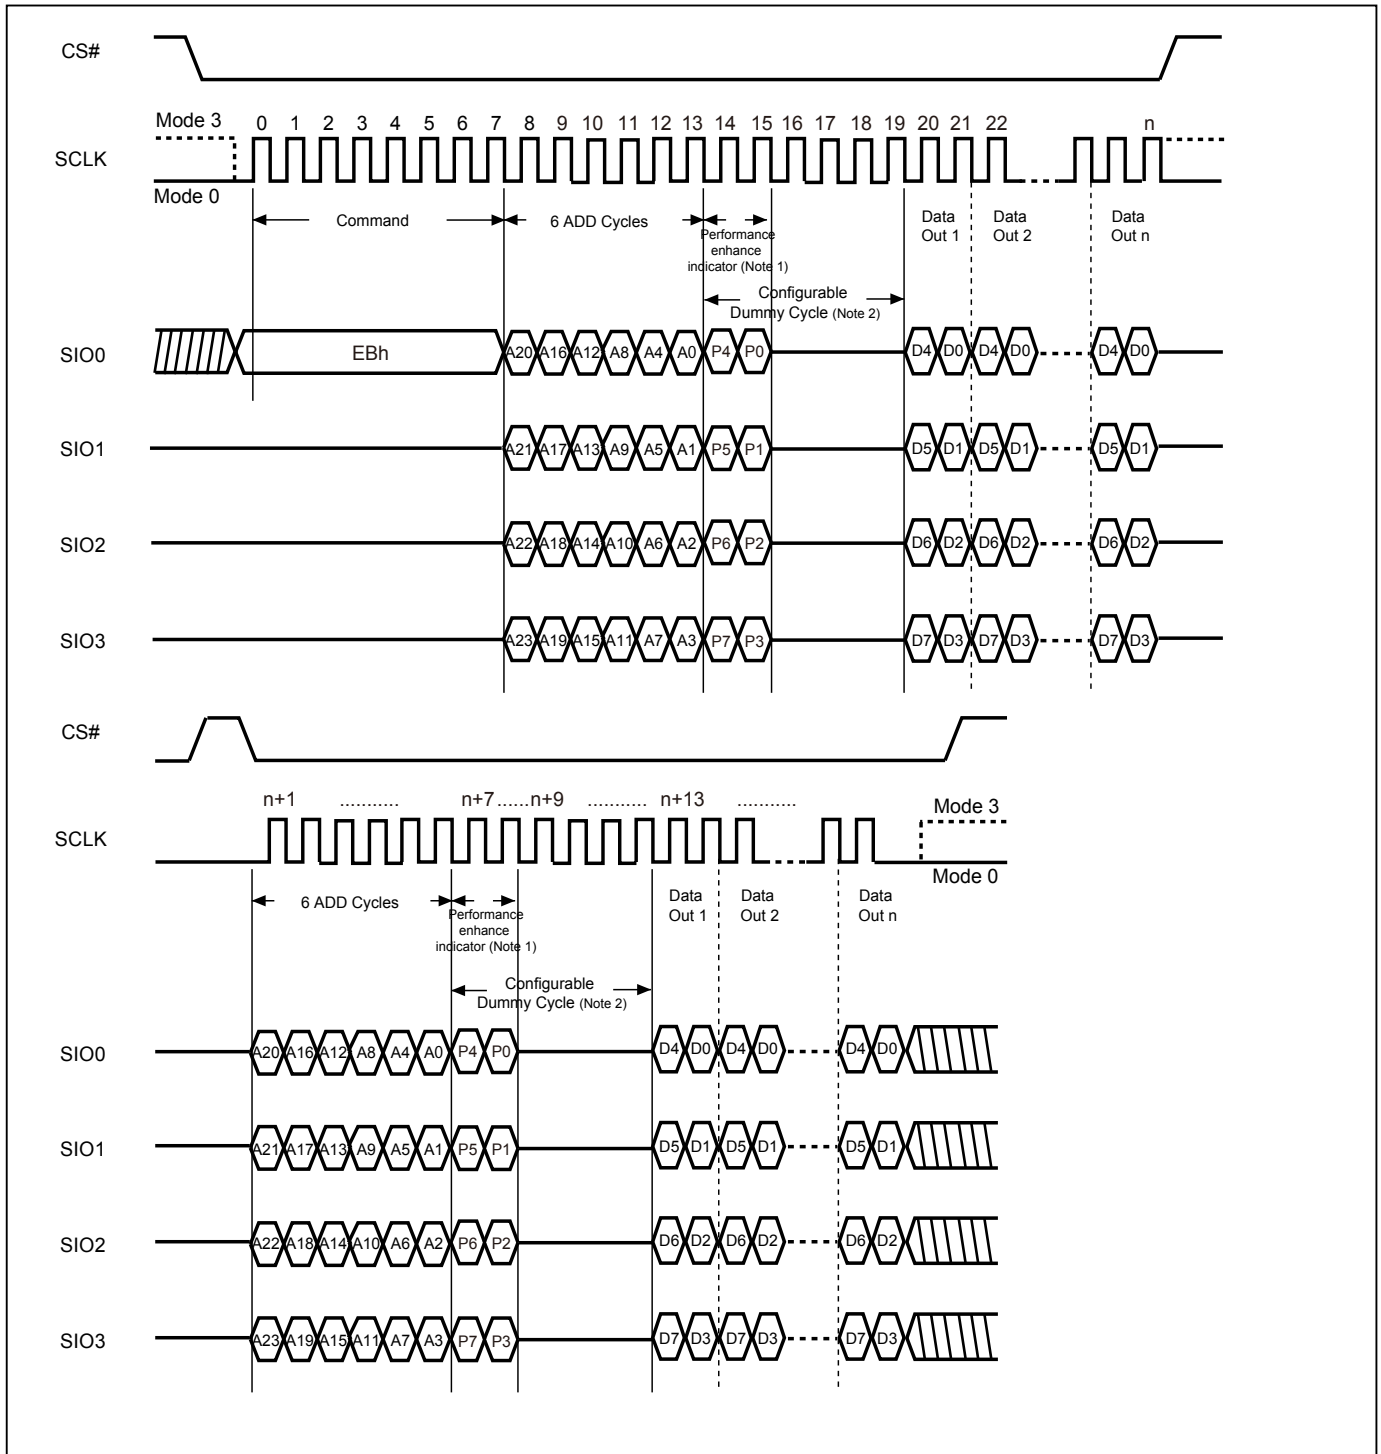 CS#
Mode 3
0 1 2 3 4 5 6 7 8 9 10 11 12 13 14 15 16 17 18 19 20 21 22 n
SCLK
Mode 0
Command
6 ADD Cycles
Performance
enhance
indicator (Note 1)
Data
Out 1
Data
Out 2
Data
Out n
Configurable
Dummy Cycle (Note 2)
SIO0 EBh A20 A16 A12 A8 A4 A0 P4 P0 D4 D0 D4 D0 D4 D0
SIO1 A21 A17 A13 A9 A5 A1 P5 P1 D5 D1 D5 D1 D5 D1
SIO2 A22 A18 A14 A10 A6 A2 P6 P2 D6 D2 D6 D2 D6 D2
SIO3 A23 A19 A15 A11 A7 A3 P7 P3 D7 D3 D7 D3 D7 D3
CS#
n+1 ........... n+7 ...... n+9 ........... n+13 ...........
Mode 3
SCLK
Mode 0
6 ADD Cycles
Performance
enhance
indicator (Note 1)
Data
Out 1
Data
Out 2
Data
Out n
Configurable
Dummy Cycle (Note 2)
SIO0 A20 A16 A12 A8 A4 A0 P4 P0 D4 D0 D4 D0 D4 D0
SIO1 A21 A17 A13 A9 A5 A1 P5 P1 D5 D1 D5 D1 D5 D1
SIO2 A22 A18 A14 A10 A6 A2 P6 P2 D6 D2 D6 D2 D6 D2
SIO3 A23 A19 A15 A11 A7 A3 P7 P3 D7 D3 D7 D3 D7 D3